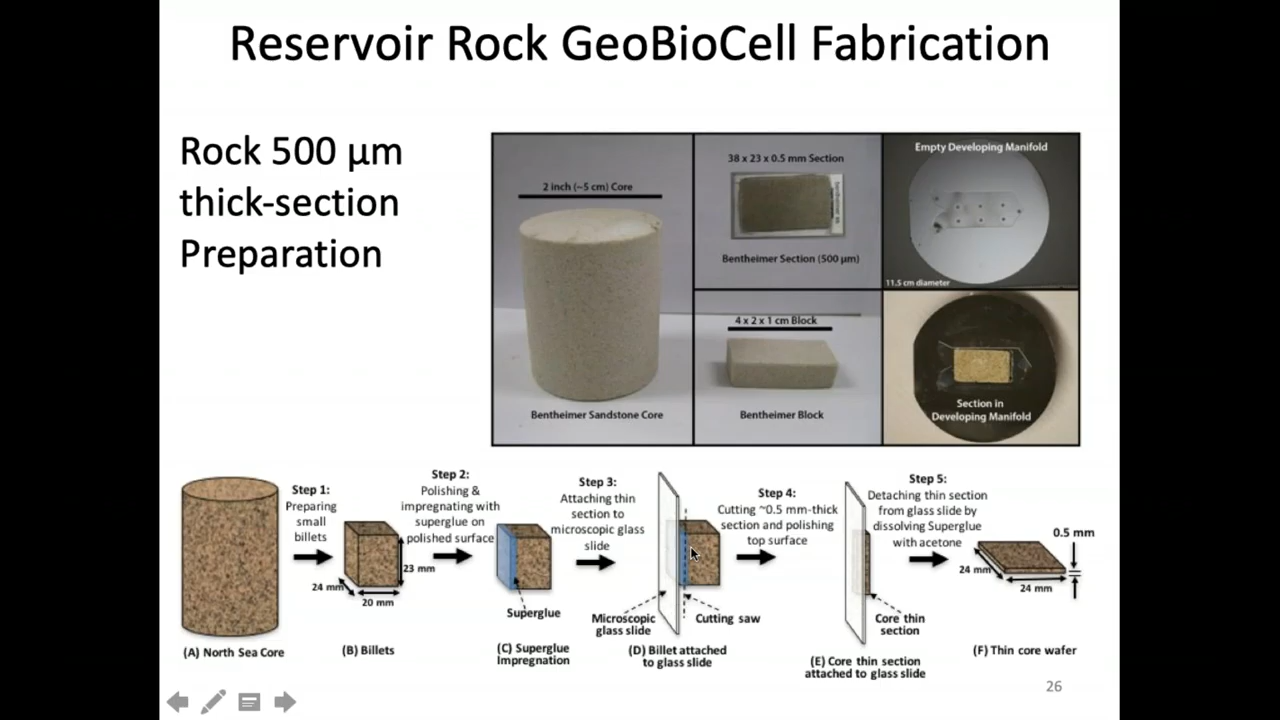 Reservoir Rock GeoBioCell Fabrication
Rock 500 µm
thick-section
Preparation
2 inch (~5 cm) Core
Bentheimer Sandstone Core
38 x 23 x 0.5 mm Section
Bentheimer Section (500 µm)
4 x 2 x 1 cm Block
Bentheimer Block
Empty Developing Manifold
11.5 cm diameter
Section in
Developing Manifold
Step 1:
Preparing
small
billets
Step 2:
Polishing &
impregnating with
superglue on
polished surface
Step 3:
Attaching thin
section to
microscopic glass
slide
Step 4:
Cutting ~0.5 mm-thick
section and polishing
top surface
Step 5:
Detaching thin section
from glass slide by
dissolving Superglue
with acetone
24 mm
20 mm
23 mm
Superglue
Microscopic
glass slide
Cutting saw
Core thin
section
0.5 mm
24 mm
24 mm
(A) North Sea Core
(B) Billets
(C) Superglue
Impregnation
(D) Billet attached
to glass slide
(E) Core thin section
attached to glass slide
(F) Thin core wafer
26